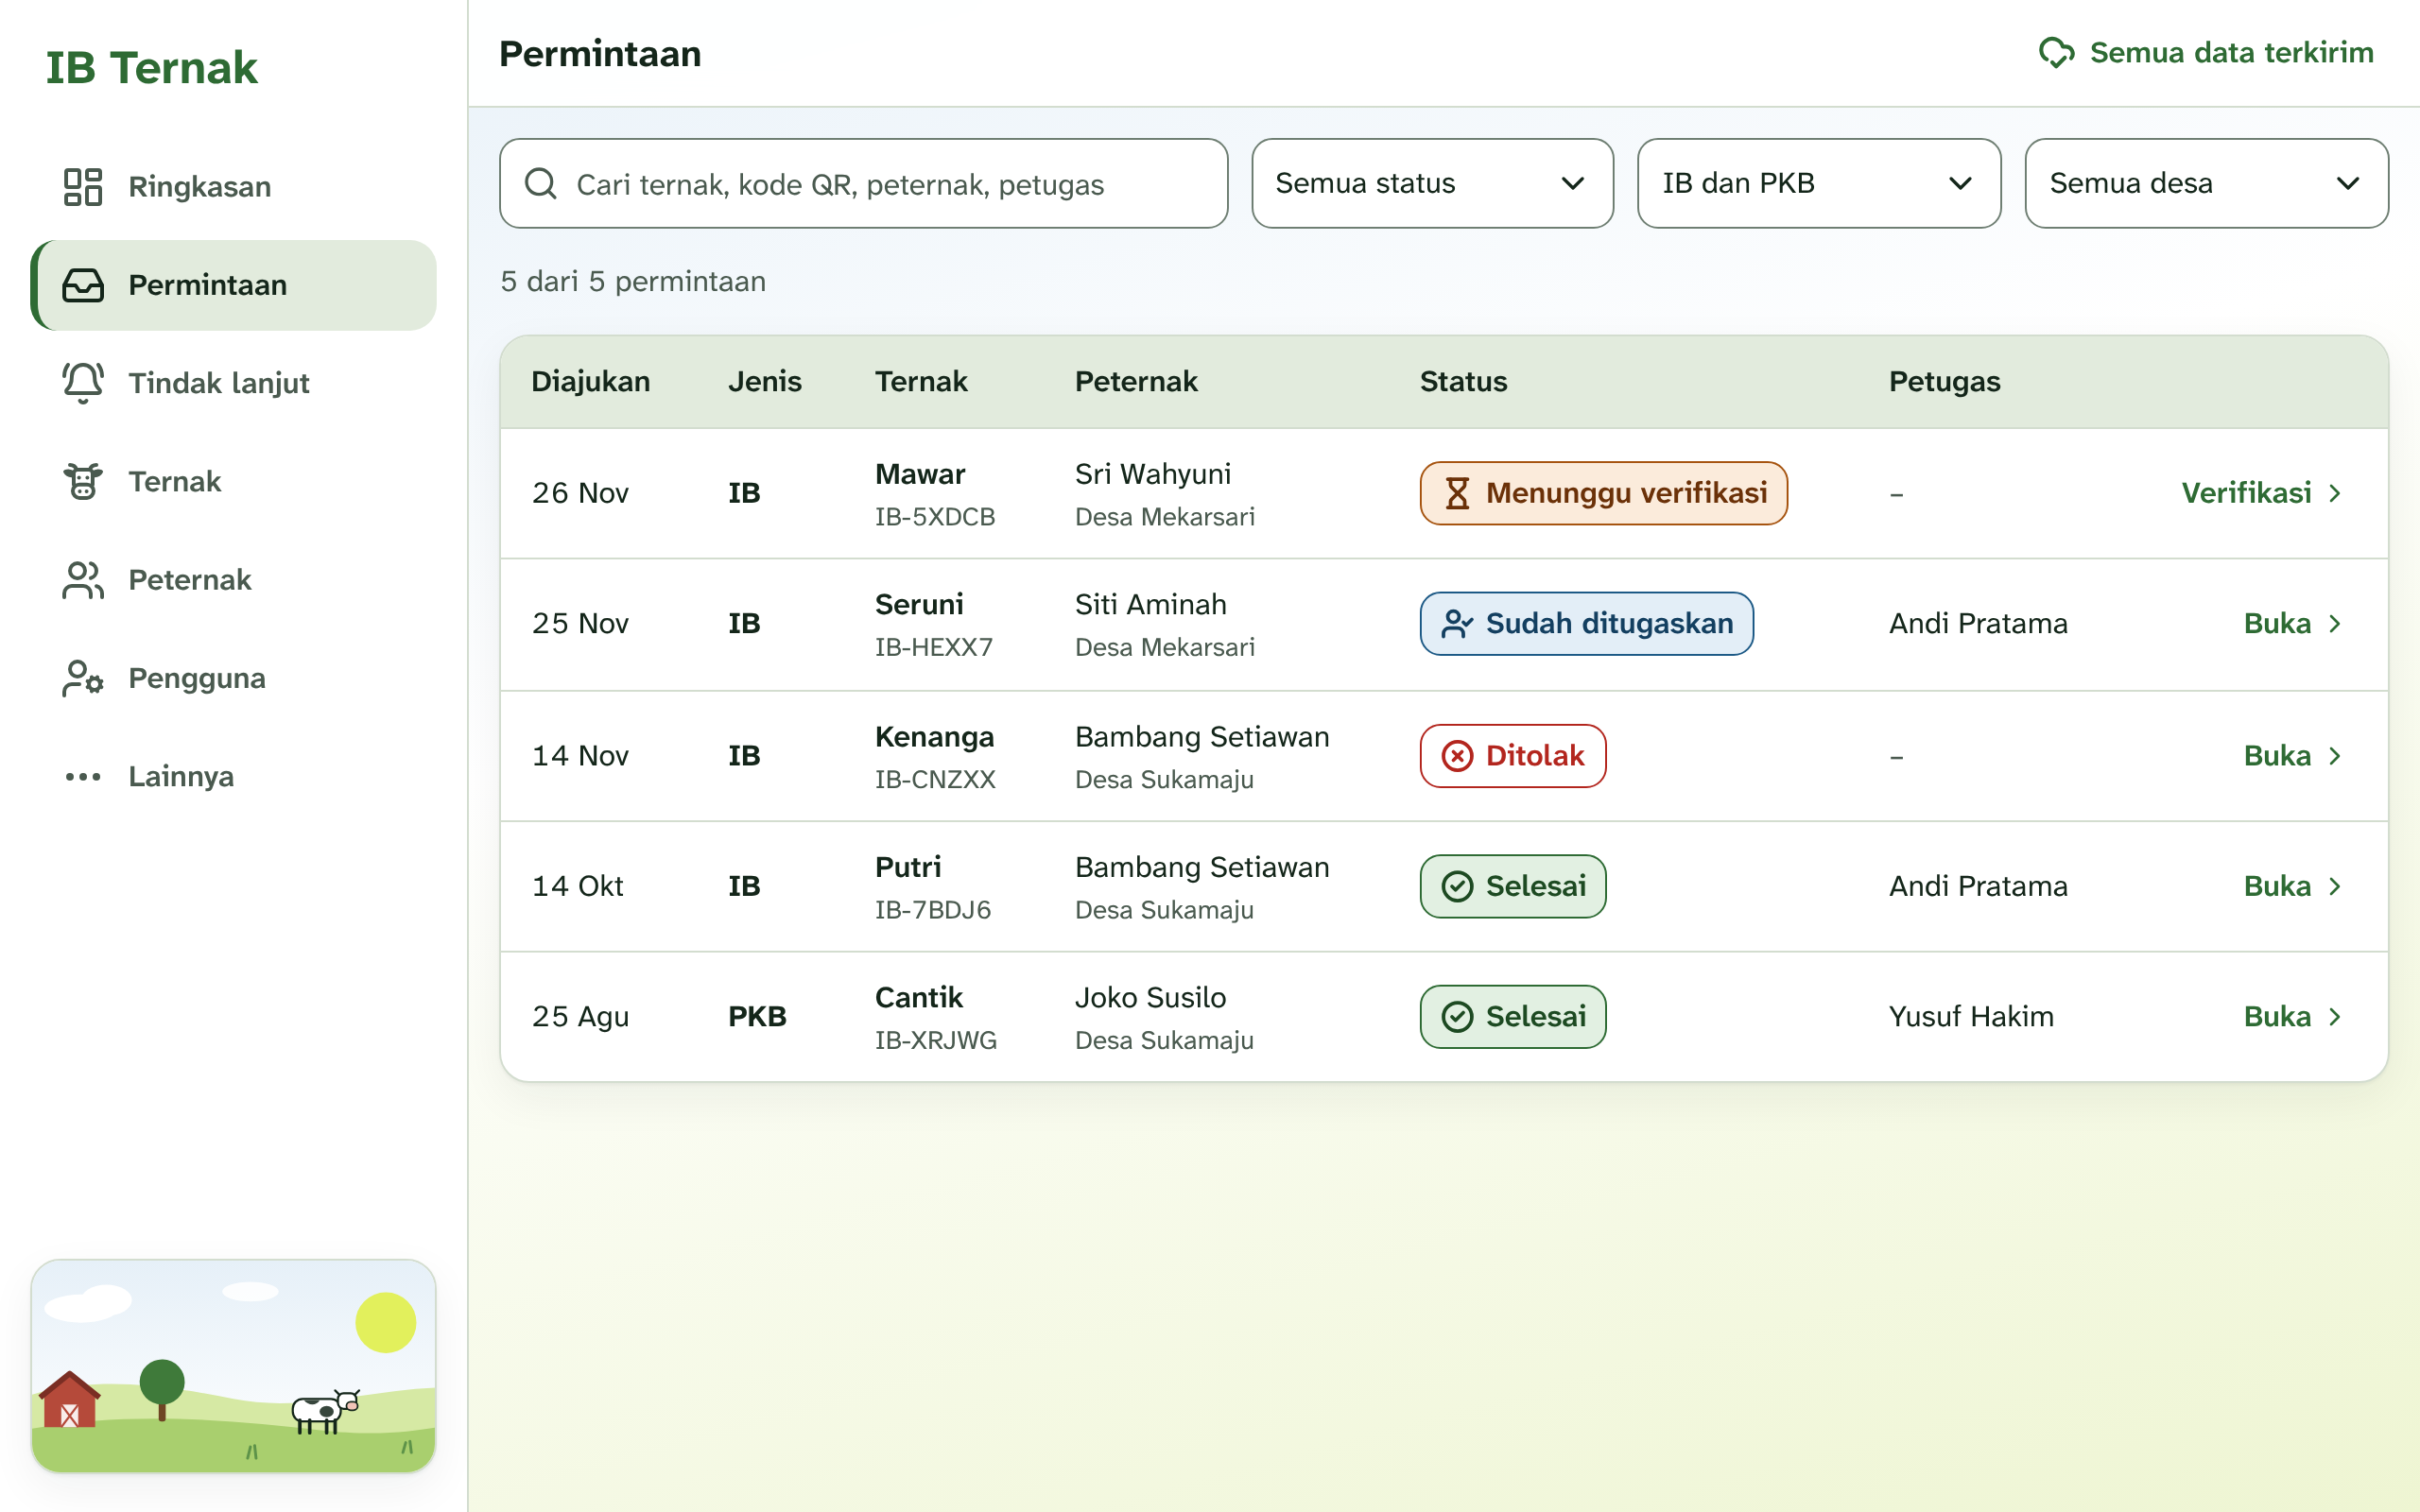 IB Ternak
Ringkasan
Permintaan
Tindak lanjut
Ternak
Peternak
Pengguna
Lainnya
Permintaan
Semua data terkirim
Cari ternak, kode QR, peternak, petugas
Semua status
IB dan PKB
Semua desa
5 dari 5 permintaan
Diajukan Jenis Ternak Peternak Status Petugas
26 Nov IB Mawar Sri Wahyuni Menunggu verifikasi – Verifikasi
IB-5XDCB Desa Mekarsari
25 Nov IB Seruni Siti Aminah Sudah ditugaskan Andi Pratama Buka
IB-HEXX7 Desa Mekarsari
14 Nov IB Kenanga Bambang Setiawan Ditolak – Buka
IB-CNZXX Desa Sukamaju
14 Okt IB Putri Bambang Setiawan Selesai Andi Pratama Buka
IB-7BDJ6 Desa Sukamaju
25 Agu PKB Cantik Joko Susilo Selesai Yusuf Hakim Buka
IB-XRJWG Desa Sukamaju